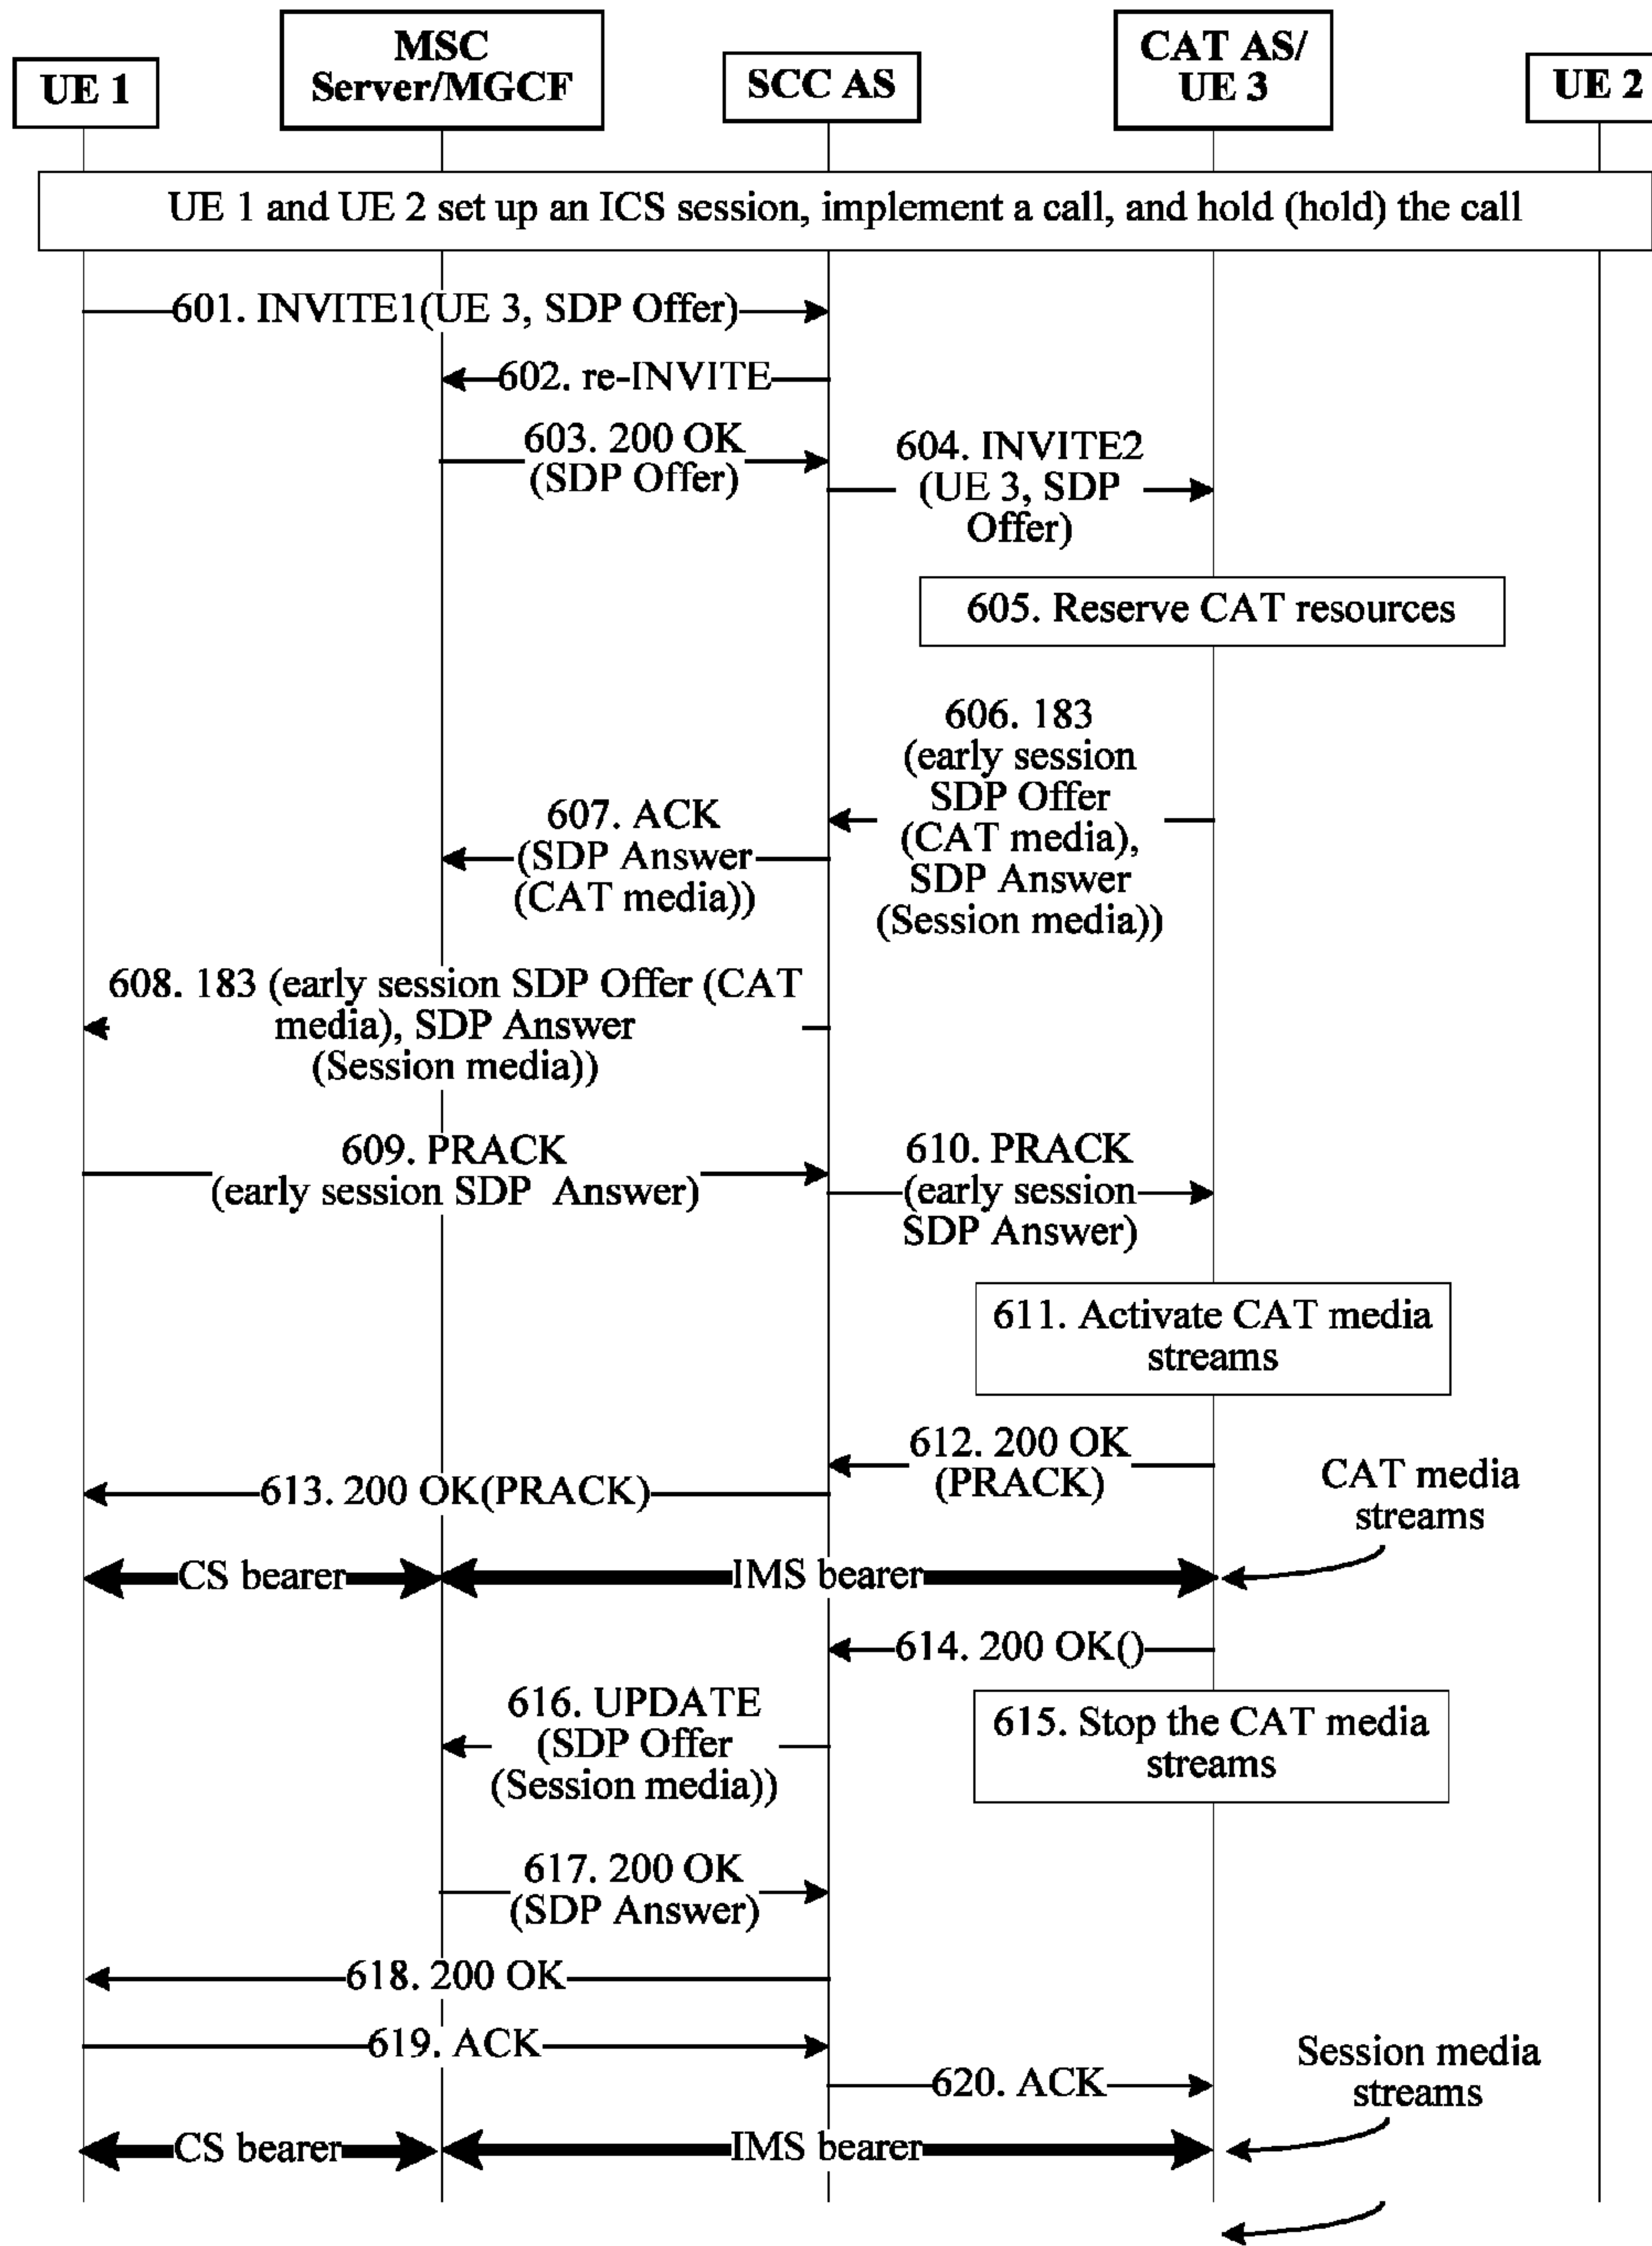 UE 1
MSC
Server/MGCF
SCC AS
CAT AS/
UE 3
UE 2
UE 1 and UE 2 set up an ICS session, implement a call, and hold (hold) the call
601. INVITE1(UE 3, SDP Offer)
602. re-INVITE
603. 200 OK
(SDP Offer)
604. INVITE2
(UE 3, SDP
Offer)
605. Reserve CAT resources
606. 183
(early session
SDP Offer
(CAT media),
SDP Answer
(Session media))
607. ACK
(SDP Answer
(CAT media))
608. 183 (early session SDP Offer (CAT
media), SDP Answer
(Session media))
609. PRACK
(early session SDP Answer)
610. PRACK
(early session
SDP Answer)
611. Activate CAT media
streams
612. 200 OK
(PRACK)
613. 200 OK(PRACK)
CAT media
streams
CS bearer
IMS bearer
614. 200 OK()
615. Stop the CAT media
streams
616. UPDATE
(SDP Offer
(Session media))
617. 200 OK
(SDP Answer)
618. 200 OK
619. ACK
620. ACK
Session media
streams
CS bearer
IMS bearer